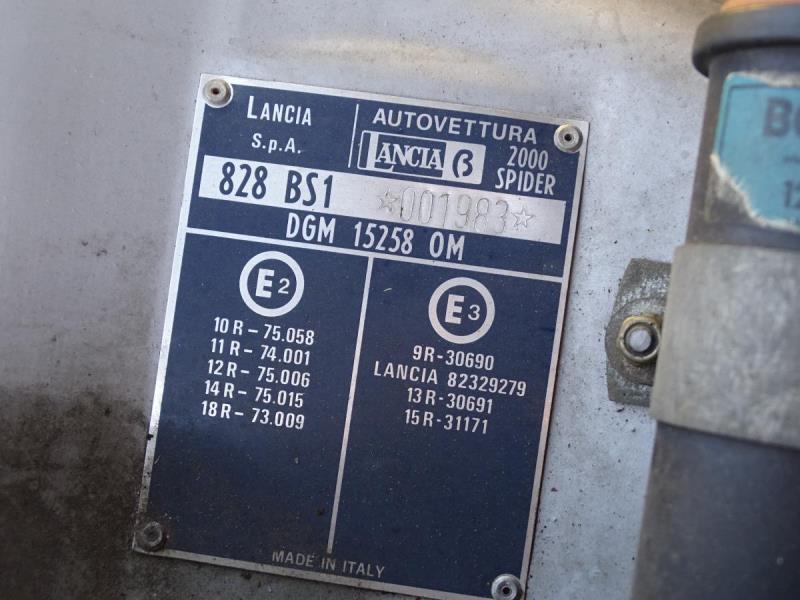 LANCIA
S.p.A.
AUTOVETTURA
LANCIA β
2000
SPIDER
828 BS1 ☆001983☆
DGM 15258 OM
E2
10 R-75.058
11 R-74.001
12 R-75.006
14 R-75.015
18 R-73.009
E3
9R-30690
LANCIA 82329279
13R-30691
15R-31171
MADE IN ITALY